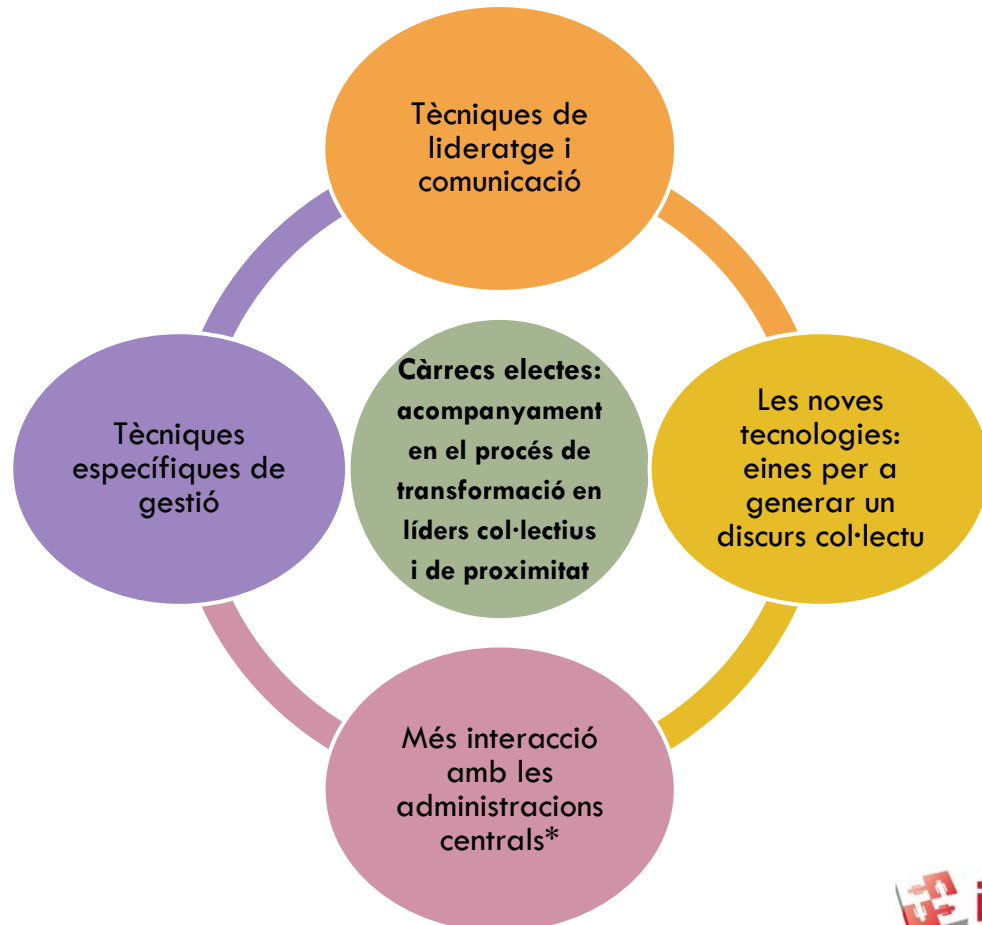 Tècniques de
lideratge i
comunicació
Tècniques
específiques de
gestió
Càrrecs electes:
acompanyament
en el procés de
transformació en
líders col·lectius
i de proximitat
Les noves
tecnologies:
eines per a
generar un
discurs col·lectu
Més interacció
amb les
administracions
centrals*